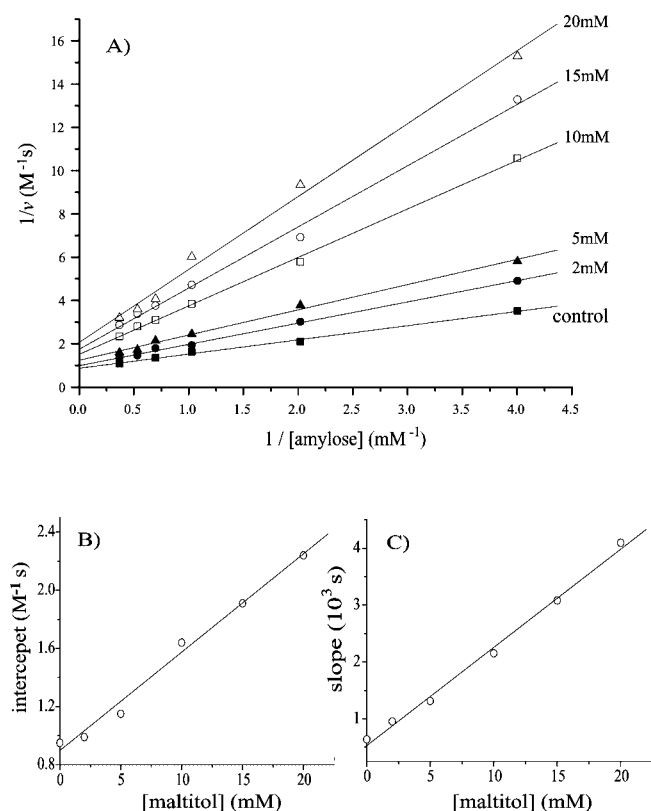 A)
20mM
15mM
10mM
5mM
2mM
control
1/v (M⁻¹s)
16
14
12
10
8
6
4
2
0
0.0 0.5 1.0 1.5 2.0 2.5 3.0 3.5 4.0 4.5
1 / [amylose] (mM⁻¹)
B)
intercepet (M⁻¹ s)
2.4
2.0
1.6
1.2
0.8
0 5 10 15 20
[maltitol] (mM)
C)
slope (10³ s)
4
3
2
1
0
0 5 10 15 20
[maltitol] (mM)